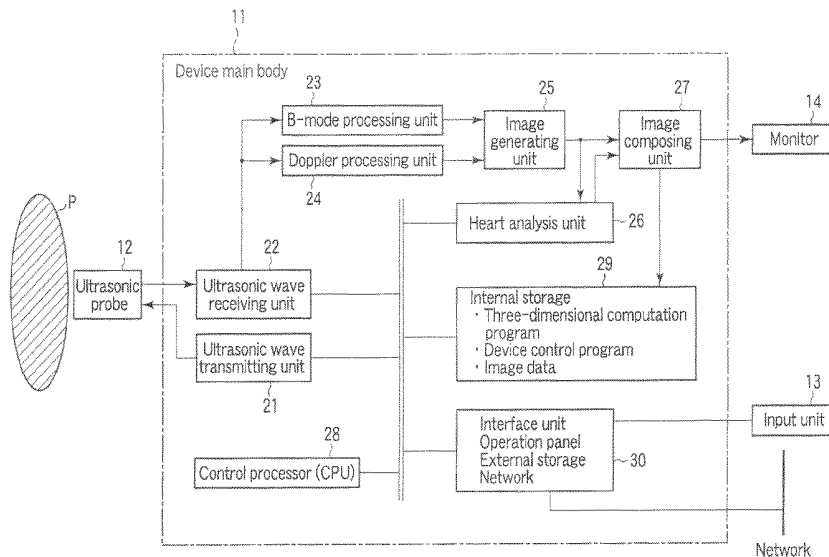 11
Device main body
23
B-mode processing unit
Doppler processing unit
24
25
Image
generating
unit
27
Image
composing
unit
14
Monitor
Heart analysis unit
26
P
12
Ultrasonic
probe
22
Ultrasonic wave
receiving unit
Ultrasonic wave
transmitting unit
21
29
Internal storage
· Three-dimensional computation
program
· Device control program
· Image data
28
Control processor (CPU)
Interface unit
Operation panel
External storage
Network
30
13
Input unit
Network